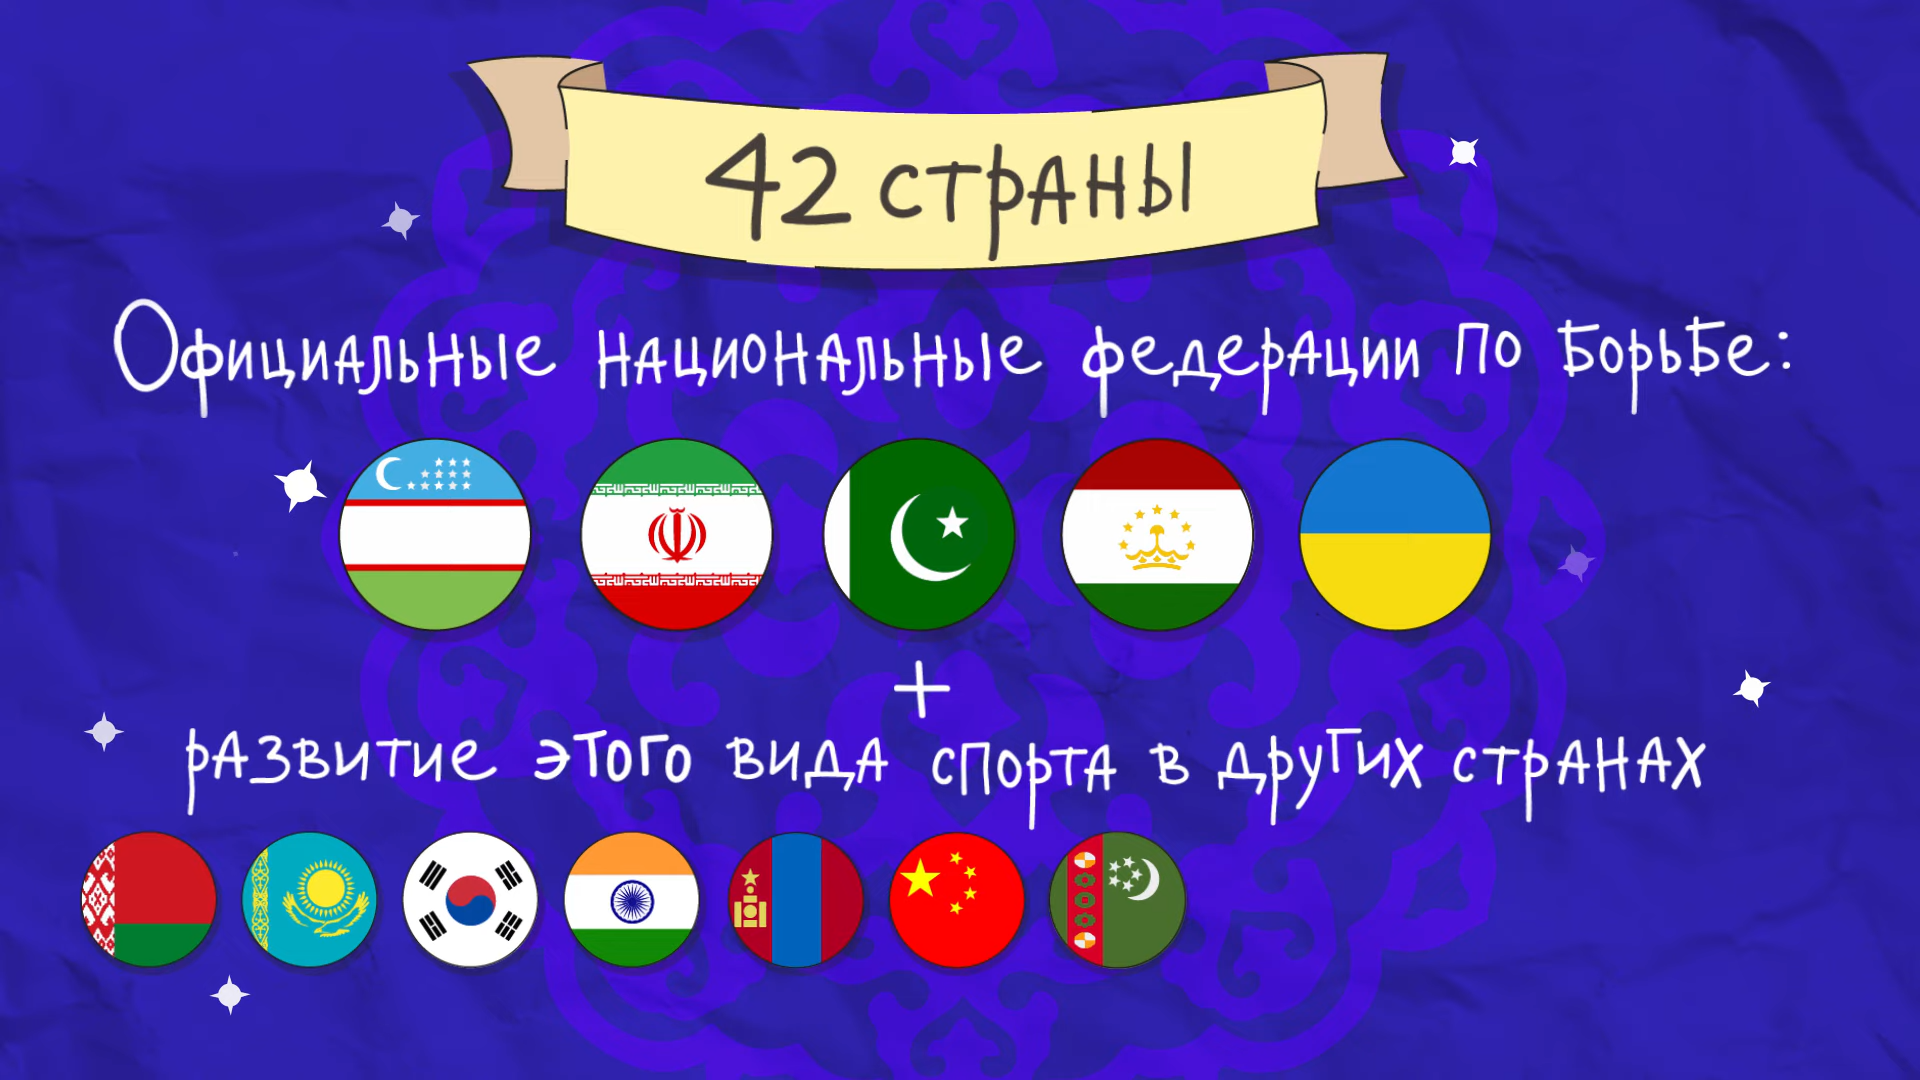 42 страны
Официальные национальные федерации по борьбе:
+
развитие этого вида спорта в других странах